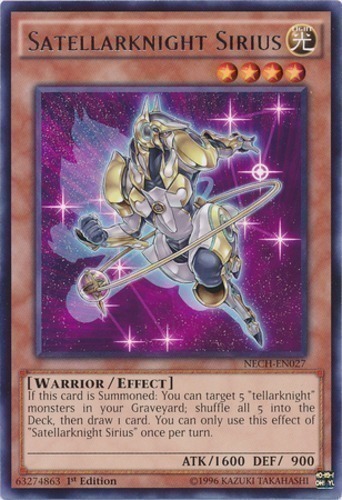 SATELLARKNIGHT SIRIUS
NECH-EN027
[WARRIOR/EFFECT]
If this card is Summoned: You can target 5 "tellarknight"
monsters in your Graveyard; shuffle all 5 into the
Deck, then draw 1 card. You can only use this effect of
"Satellarknight Sirius" once per turn.
ATK/1600 DEF/ 900
63274863 1st Edition ©1996 KAZUKI TAKAHASHI